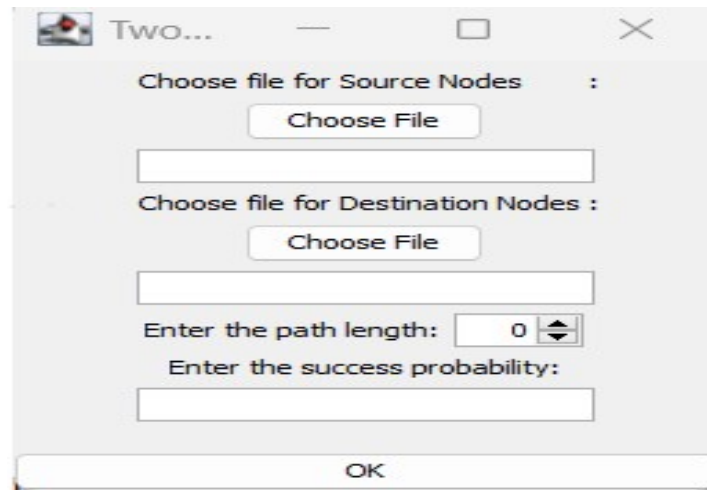 Two...
Choose file for Source Nodes :
Choose File
Choose file for Destination Nodes :
Choose File
Enter the path length: 0
Enter the success probability:
OK